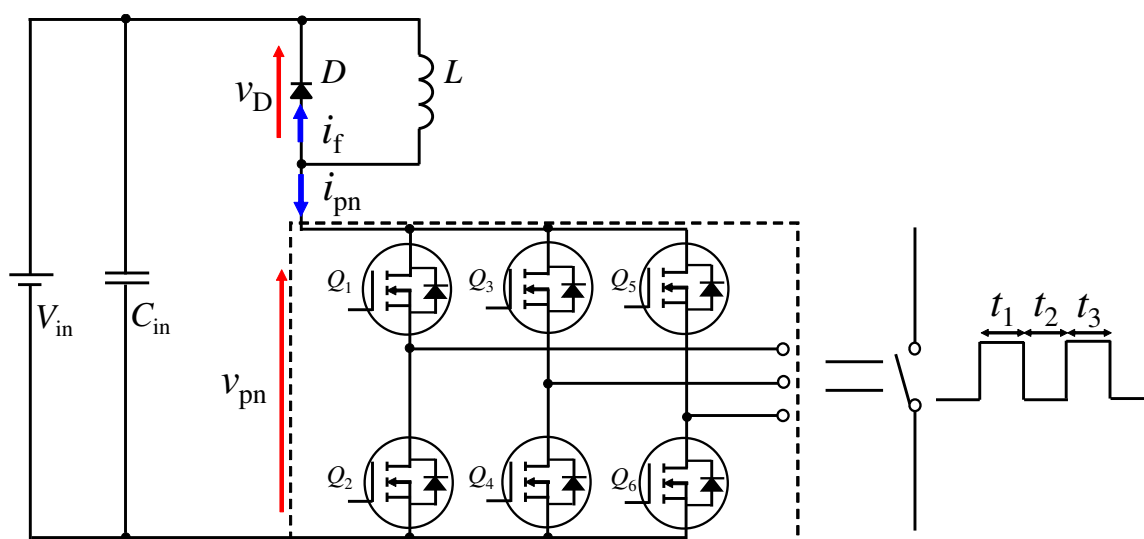 D
L
v_D
i_f
i_pn
Q_1
Q_3
Q_5
V_in
C_in
t_1
t_2
t_3
v_pn
Q_2
Q_4
Q_6